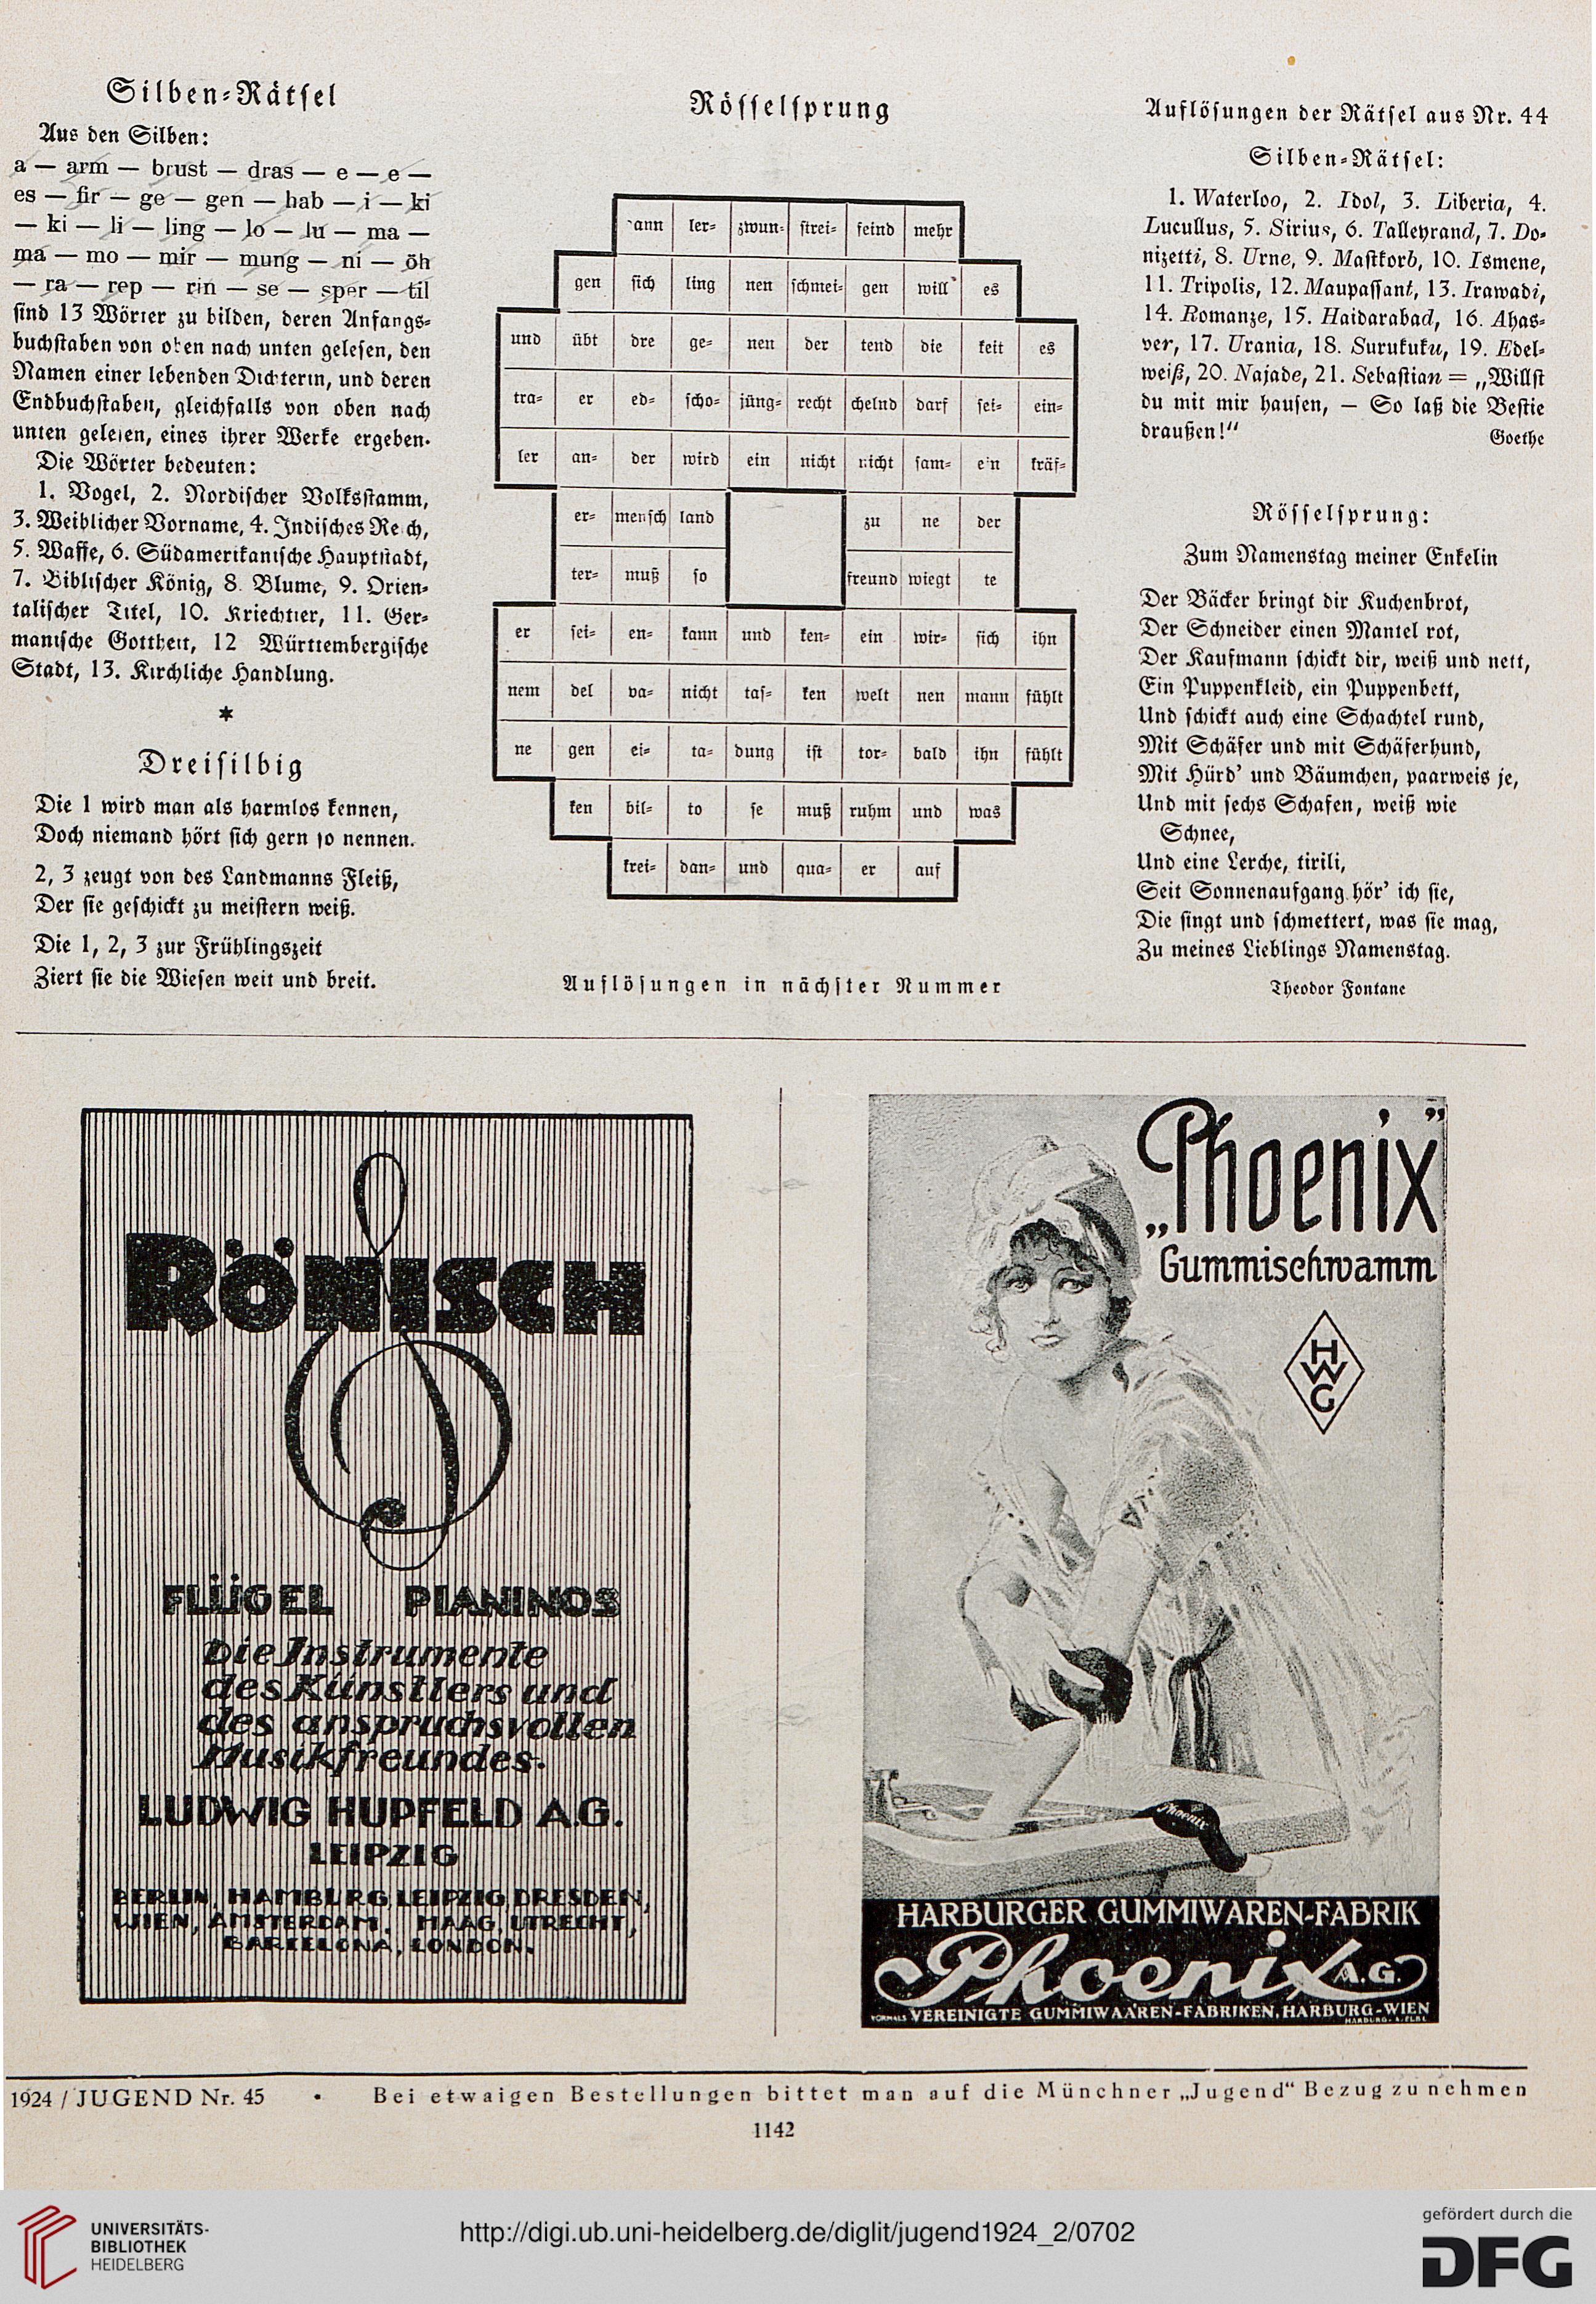 Silben-Rätsel
Aus den Silben:
a — arm — brust — dras — e — e —
es — fir — ge — gen — hab — i — ki
— ki — li — ling — lo — lu — ma —
ma — mo — mir — mung — ni — öh
— ra — rep — rin — se — sper — til
sind 13 Wörter zu bilden, deren Anfangs-
buchstaben von oben nach unten gelesen, den
Namen einer lebenden Dichterin, und deren
Endbuchstaben, gleichfalls von oben nach
unten gelesen, eines ihrer Werke ergeben.
Die Wörter bedeuten:
1. Vogel, 2. Nordischer Volksstamm,
3. Weiblicher Vorname, 4. Indisches Reich,
5. Waffe, 6. Südamerikanische Hauptstadt,
7. Biblischer König, 8. Blume, 9. Orien-
talischer Titel, 10. Kriechtier, 11. Ger-
manische Gottheit, 12 Württembergische
Stadt, 13. Kirchliche Handlung.
*
Dreisilbig
Die 1 wird man als harmlos kennen,
Doch niemand hört sich gern so nennen.
2, 3 zeugt von des Landmanns Fleiß,
Der sie geschickt zu meistern weiß.
Die 1, 2, 3 zur Frühlingszeit
Ziert sie die Wiesen weit und breit.
Rösselsprung
ann ler- zwun- strei- feind mehr
gen sich ling nen schmei- gen will' es
und übt dre ge- nen der tend die keit es
tra- er ed- scho- jüng- recht chelnd darf sei- ein-
ler an- der wird ein nicht nicht sam- ein kräf-
er- mensch land zu ne der
ter- muß so freund wiegt te
er sei- en- kann und ken- ein wir- sich ihn
nem del va- nicht tas- ken welt nen mann fühlt
ne gen ei- ta- dung ist tor- bald ihn fühlt
ken bil- to se muß ruhm und was
krei- dan- und qua- er auf
Auflösungen in nächster Nummer
Auflösungen der Rätsel aus Nr. 44
Silben-Rätsel:
1. Waterloo, 2. Idol, 3. Liberia, 4.
Lucullus, 5. Sirius, 6. Talleyrand, 7. Do-
nizetti, 8. Urne, 9. Mastkorb, 10. Ismene,
11. Tripolis, 12. Maupassant, 13. Irawadi,
14. Romanze, 15. Haidarabad, 16. Ahas-
ver, 17. Urania, 18. Surukuku, 19. Edel-
weiß, 20. Najade, 21. Sebastian = „Willst
du mit mir hausen, — So laß die Bestie
draußen!" Goethe
Rösselsprung:
Zum Namenstag meiner Enkelin
Der Bäcker bringt dir Kuchenbrot,
Der Schneider einen Mantel rot,
Der Kaufmann schickt dir, weiß und nett,
Ein Puppenkleid, ein Puppenbett,
Und schickt auch eine Schachtel rund,
Mit Schäfer und mit Schäferhund,
Mit Hürd' und Bäumchen, paarweis je,
Und mit sechs Schafen, weiß wie
Schnee,
Und eine Lerche, tirili,
Seit Sonnenaufgang hör' ich sie,
Die singt und schmettert, was sie mag,
Zu meines Lieblings Namenstag.
Theodor Fontane
RÖNISCH
FLÜGEL PIANINOS
Die Instrumente
des Künstlers und
des anspruchsvollen
Musikfreundes.
LUDWIG HUPFELD A.G.
LEIPZIG
BERLIN, HAMBURG, LEIPZIG, DRESDEN,
WIEN, AMSTERDAM, HAAG, UTRECHT,
BARCELONA, LONDON.
„Phoenix"
Gummischwamm
HWG
Phoenix
HARBURGER GUMMIWAREN-FABRIK
Phoenix A.G.
VORMALS VEREINIGTE GUMMIWAAREN-FABRIKEN, HARBURG-WIEN
HARBURG A. ELBE
1924 / JUGEND Nr. 45 • Bei etwaigen Bestellungen bittet man auf die Münchner „Jugend" Bezug zu nehmen
1142
UNIVERSITÄTS-
BIBLIOTHEK
HEIDELBERG
http://digi.ub.uni-heidelberg.de/diglit/jugend1924_2/0702
gefördert durch die
DFG